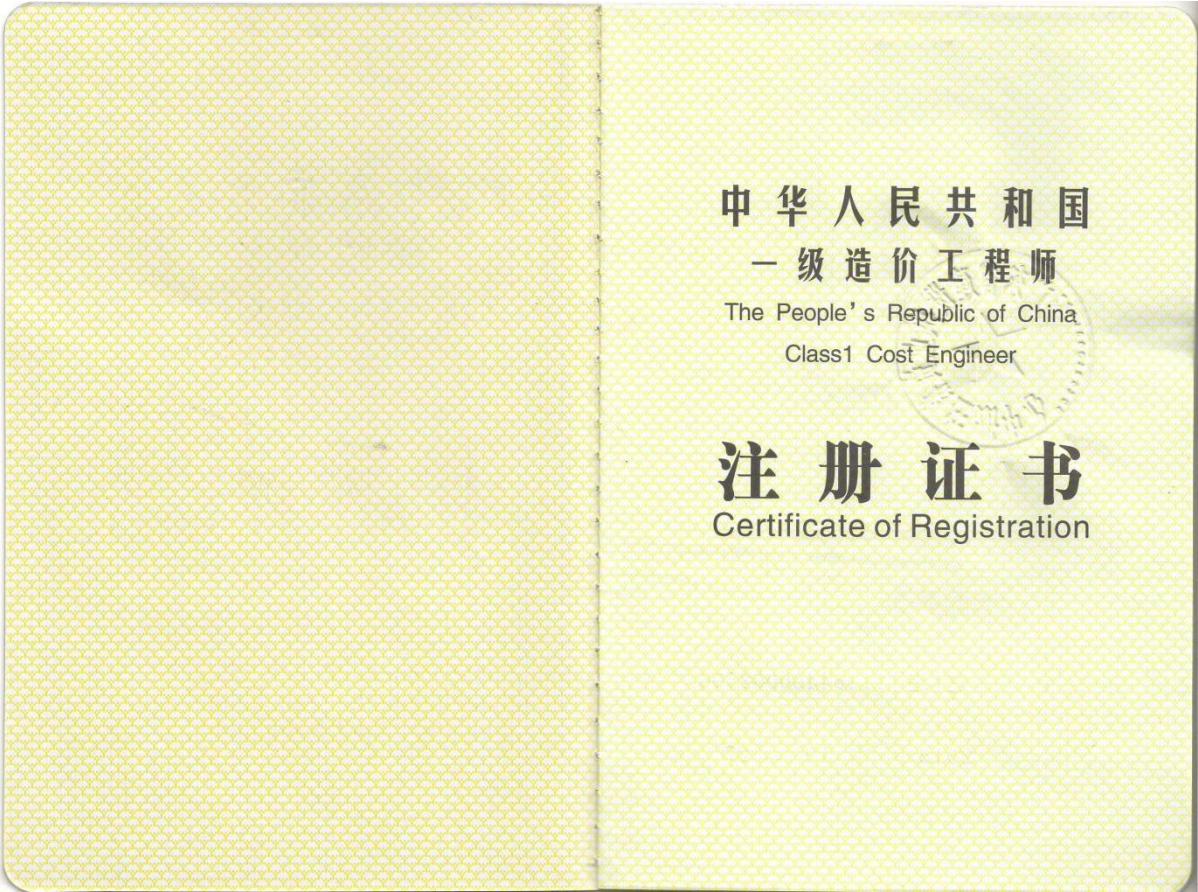 中华人民共和国
一级造价工程师
The People's Republic of China
Class1 Cost Engineer
注册证书
Certificate of Registration